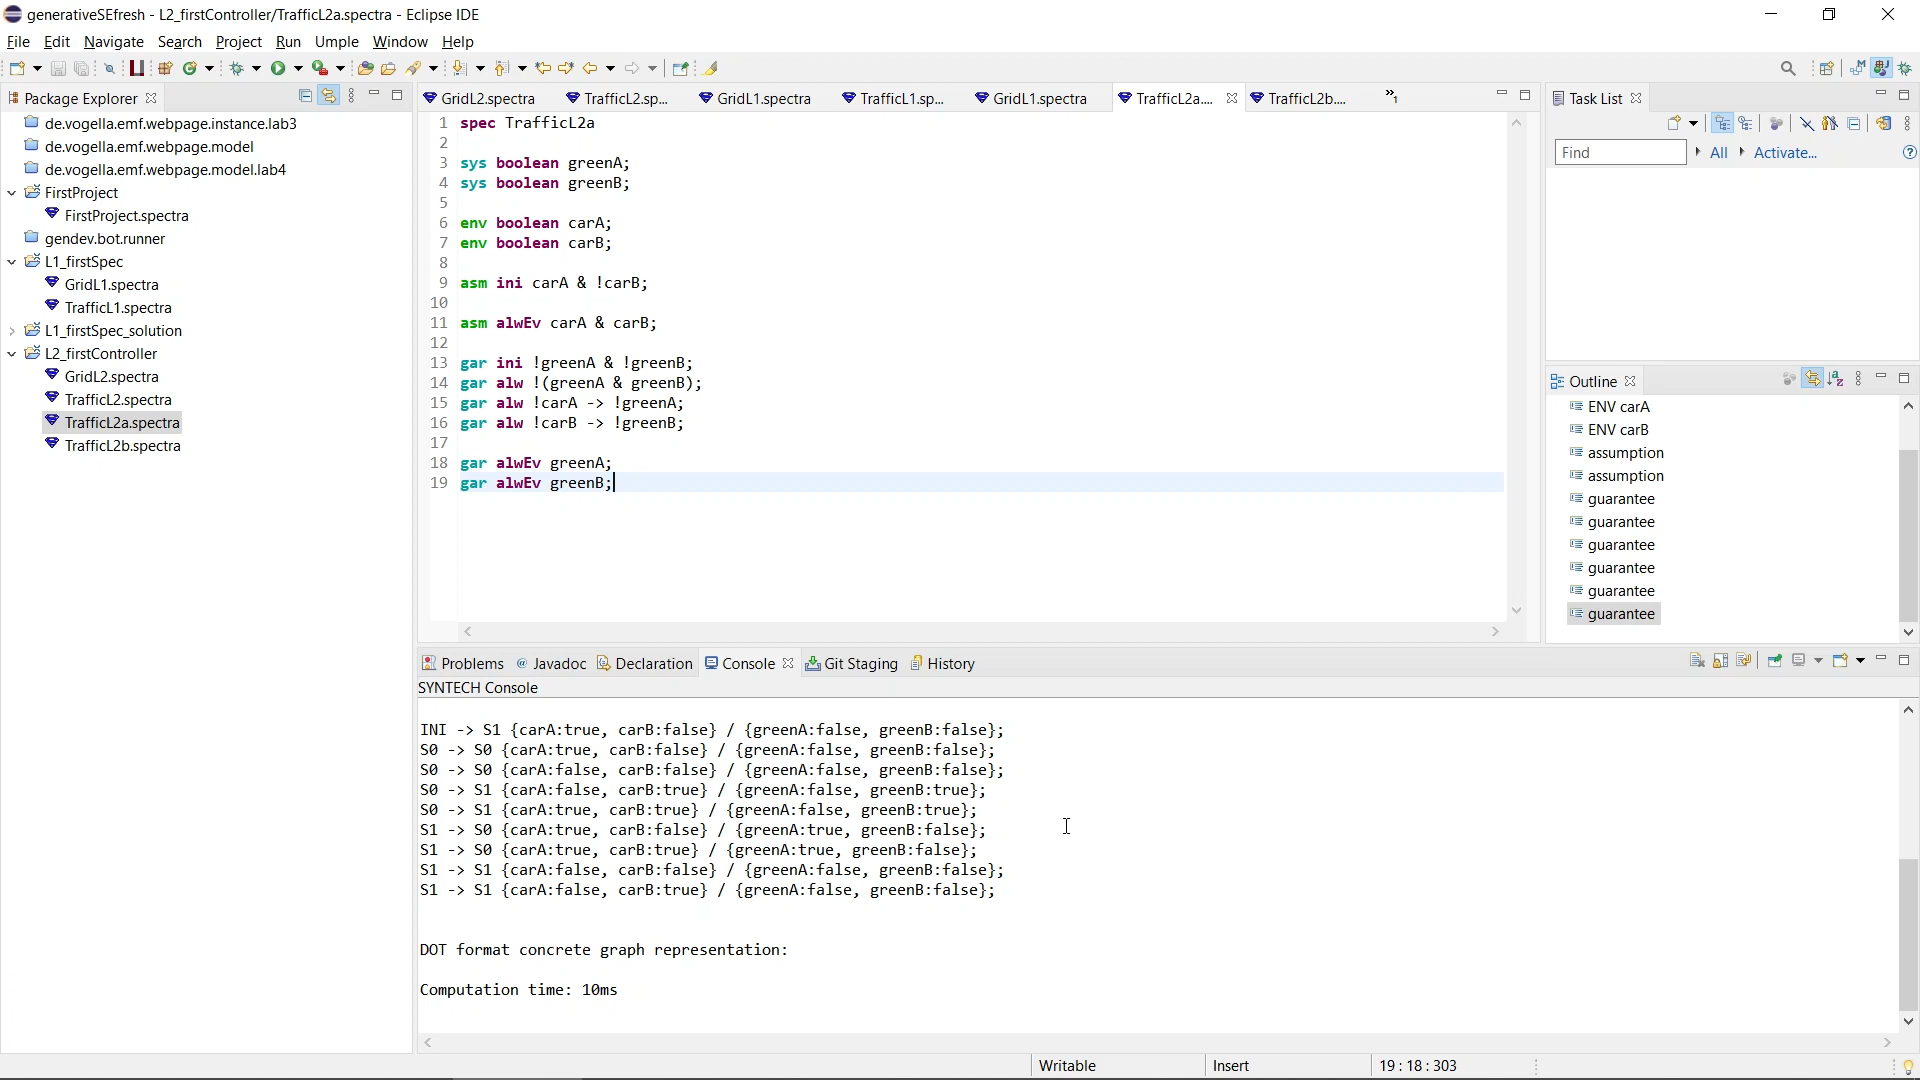 generativeSEfresh - L2_firstController/TrafficL2a.spectra - Eclipse IDE
File Edit Navigate Search Project Run Umple Window Help
Package Explorer
de.vogella.emf.webpage.instance.lab3
de.vogella.emf.webpage.model
de.vogella.emf.webpage.model.lab4
FirstProject
FirstProject.spectra
gendev.bot.runner
L1_firstSpec
GridL1.spectra
TrafficL1.spectra
L1_firstSpec_solution
L2_firstController
GridL2.spectra
TrafficL2.spectra
TrafficL2a.spectra
TrafficL2b.spectra
GridL2.spectra TrafficL2.sp... GridL1.spectra TrafficL1.sp... GridL1.spectra TrafficL2a.... TrafficL2b.... »1
1 spec TrafficL2a
2
3 sys boolean greenA;
4 sys boolean greenB;
5
6 env boolean carA;
7 env boolean carB;
8
9 asm ini carA & !carB;
10
11 asm alwEv carA & carB;
12
13 gar ini !greenA & !greenB;
14 gar alw !(greenA & greenB);
15 gar alw !carA -> !greenA;
16 gar alw !carB -> !greenB;
17
18 gar alwEv greenA;
19 gar alwEv greenB;
Task List
Find All Activate...
Outline
ENV carA
ENV carB
assumption
assumption
guarantee
guarantee
guarantee
guarantee
guarantee
guarantee
Problems @ Javadoc Declaration Console Git Staging History
SYNTECH Console
INI -> S1 {carA:true, carB:false} / {greenA:false, greenB:false};
S0 -> S0 {carA:true, carB:false} / {greenA:false, greenB:false};
S0 -> S0 {carA:false, carB:false} / {greenA:false, greenB:false};
S0 -> S1 {carA:false, carB:true} / {greenA:false, greenB:true};
S0 -> S1 {carA:true, carB:true} / {greenA:false, greenB:true};
S1 -> S0 {carA:true, carB:false} / {greenA:true, greenB:false};
S1 -> S0 {carA:true, carB:true} / {greenA:true, greenB:false};
S1 -> S1 {carA:false, carB:false} / {greenA:false, greenB:false};
S1 -> S1 {carA:false, carB:true} / {greenA:false, greenB:false};
DOT format concrete graph representation:
Computation time: 10ms
Writable Insert 19 : 18 : 303